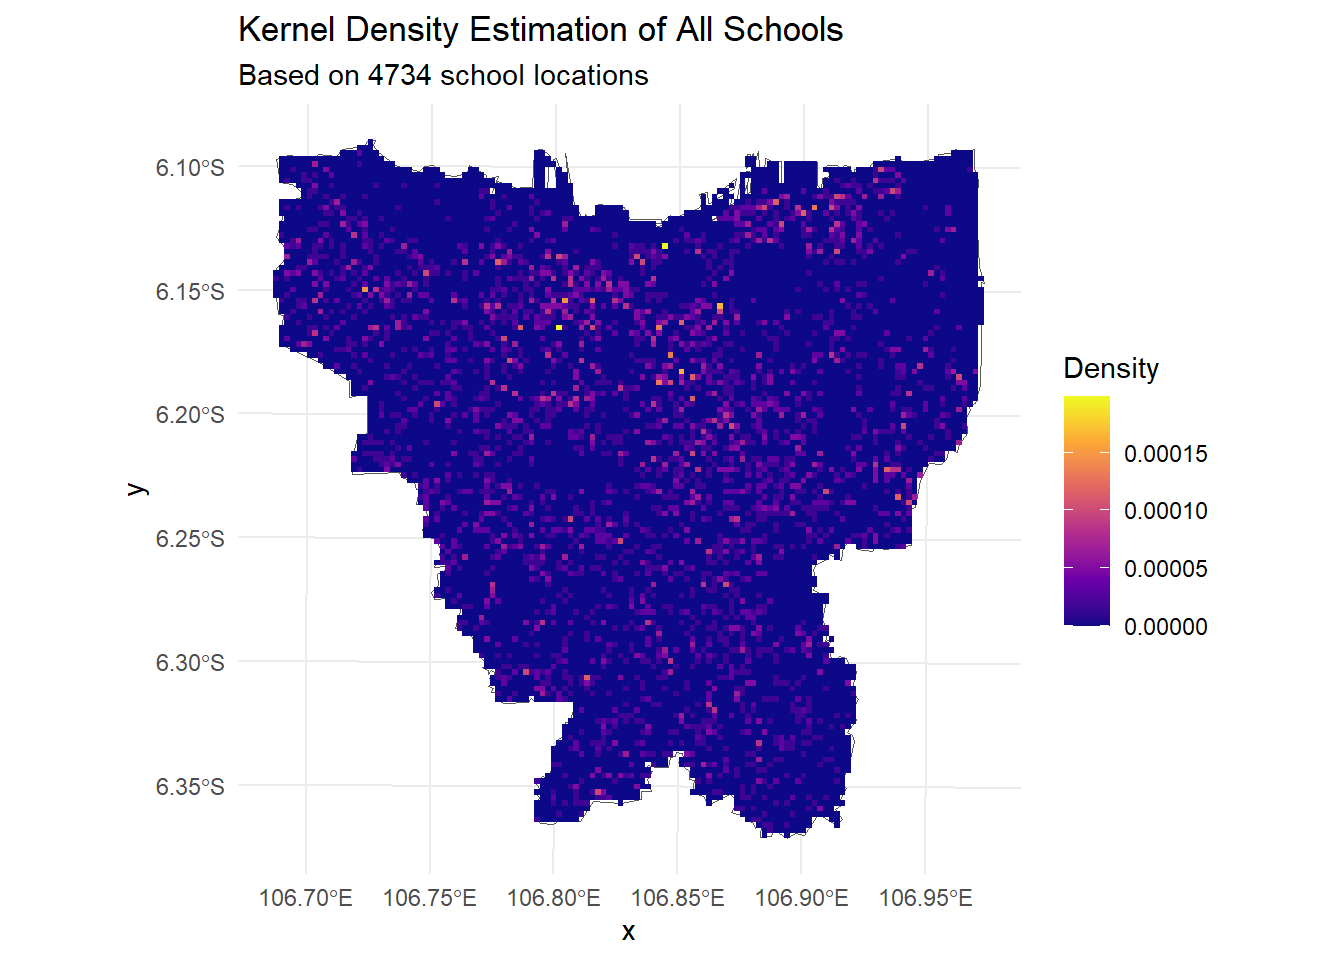 Kernel Density Estimation of All Schools
Based on 4734 school locations
6.10°S
6.15°S
6.20°S
6.25°S
6.30°S
6.35°S
y
106.70°E
106.75°E
106.80°E
106.85°E
106.90°E
106.95°E
x
Density
0.00015
0.00010
0.00005
0.00000